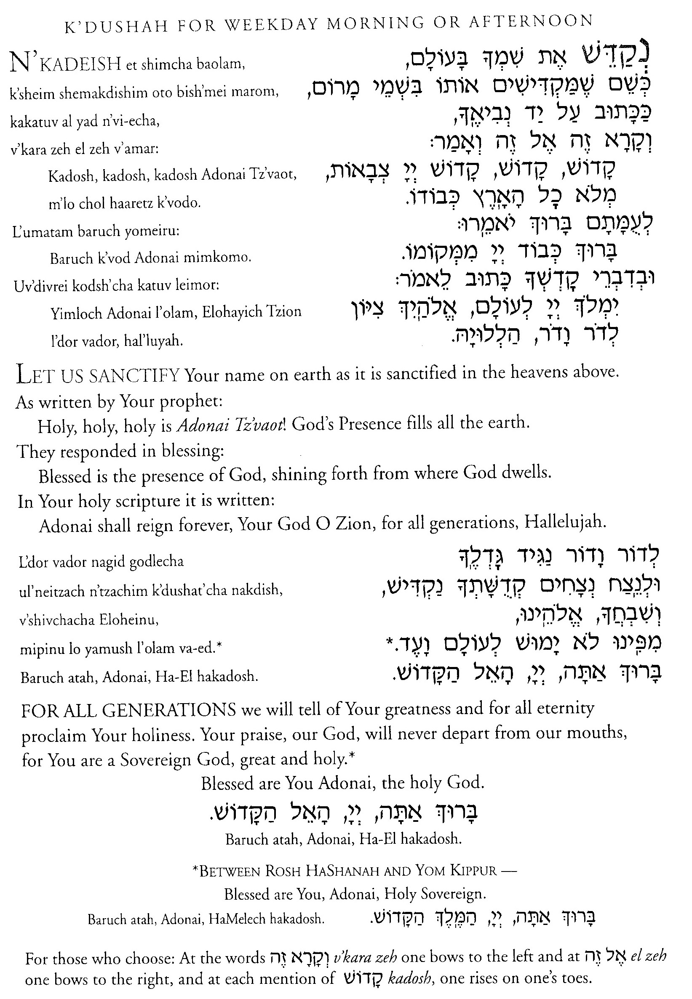 K’DUSHAH FOR WEEKDAY MORNING OR AFTERNOON
N’KADEISH et shimcha baolam,
נְקַדֵּשׁ אֶת שִׁמְךָ בָּעוֹלָם,
k’sheim shemakdishim oto bish’mei marom,
כְּשֵׁם שֶׁמַּקְדִּישִׁים אוֹתוֹ בִּשְׁמֵי מָרוֹם,
kakatuv al yad n’vi-echa,
כַּכָּתוּב עַל יַד נְבִיאֶֽךָ,
v’kara zeh el zeh v’amar:
וְקָרָא זֶה אֶל זֶה וְאָמַר:
Kadosh, kadosh, kadosh Adonai Tz’vaot,
קָדוֹשׁ, קָדוֹשׁ, קָדוֹשׁ יְיָ צְבָאוֹת,
m’lo chol haaretz k’vodo.
מְלֹא כׇל הָאָֽרֶץ כְּבוֹדוֹ.
L’umatam baruch yomeiru:
לְעֻמָּתָם בָּרוּךְ יֹאמֵֽרוּ:
Baruch k’vod Adonai mimkomo.
בָּרוּךְ כְּבוֹד יְיָ מִמְּקוֹמוֹ.
Uv’divrei kodsh’cha katuv leimor:
וּבְדִבְרֵי קׇדְשְׁךָ כָּתוּב לֵאמֹר:
Yimloch Adonai l’olam, Elohayich Tzion
יִמְלֹךְ יְיָ לְעוֹלָם, אֱלֹהַֽיִךְ צִיּוֹן
l’dor vador, hal’luyah.
לְדֹר וָדֹר, הַלְלוּיָהּ.
LET US SANCTIFY Your name on earth as it is sanctified in the heavens above.
As written by Your prophet:
Holy, holy, holy is Adonai Tz’vaot! God’s Presence fills all the earth.
They responded in blessing:
Blessed is the presence of God, shining forth from where God dwells.
In Your holy scripture it is written:
Adonai shall reign forever, Your God O Zion, for all generations, Hallelujah.
L’dor vador nagid godlecha
לְדוֹר וָדוֹר נַגִּיד גׇּדְלֶֽךָ
ul’neitzach n’tzachim k’dushat’cha nakdish,
וּלְנֵֽצַח נְצָחִים קְדֻשָּׁתְךָ נַקְדִּישׁ,
v’shivchacha Eloheinu,
וְשִׁבְחֲךָ, אֱלֹהֵֽינוּ,
mipinu lo yamush l’olam va-ed.*
מִפִּֽינוּ לֹא יָמוּשׁ לְעוֹלָם וָעֶד.*
Baruch atah, Adonai, Ha-El hakadosh.
בָּרוּךְ אַתָּה, יְיָ, הָאֵל הַקָּדוֹשׁ.
FOR ALL GENERATIONS we will tell of Your greatness and for all eternity
proclaim Your holiness. Your praise, our God, will never depart from our mouths,
for You are a Sovereign God, great and holy.*
Blessed are You Adonai, the holy God.
בָּרוּךְ אַתָּה, יְיָ, הָאֵל הַקָּדוֹשׁ.
Baruch atah, Adonai, Ha-El hakadosh.
*BETWEEN ROSH HASHANAH AND YOM KIPPUR —
Blessed are You, Adonai, Holy Sovereign.
Baruch atah, Adonai, HaMelech hakadosh.
בָּרוּךְ אַתָּה, יְיָ, הַמֶּֽלֶךְ הַקָּדוֹשׁ.
For those who choose: At the words וְקָרָא זֶה v’kara zeh one bows to the left and at אֶל זֶה el zeh
one bows to the right, and at each mention of קָדוֹשׁ kadosh, one rises on one’s toes.